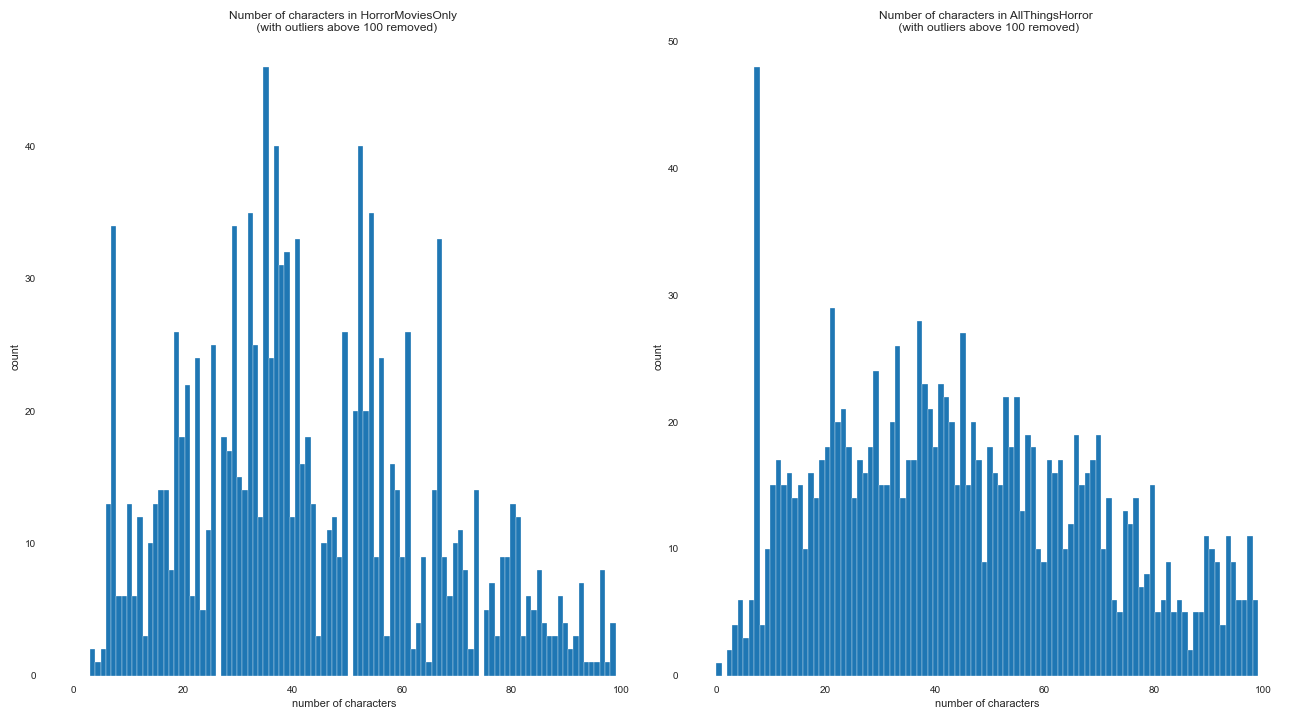 Number of characters in HorrorMoviesOnly
(with outliers above 100 removed)
40
30
20
10
0
count
0 20 40 60 80 100
number of characters
Number of characters in AllThingsHorror
(with outliers above 100 removed)
50
40
30
20
10
0
count
0 20 40 60 80 100
number of characters